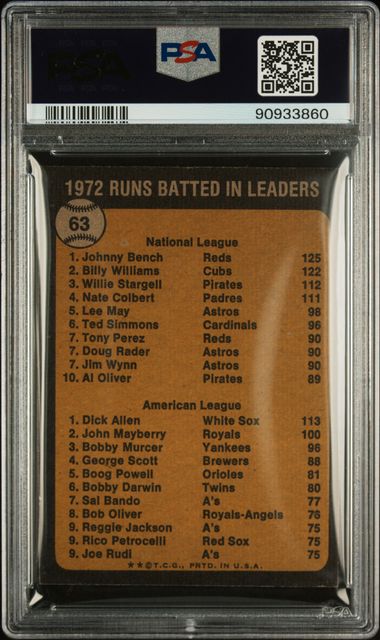 PSA
PSA
90933860
1972 RUNS BATTED IN LEADERS
63
National League
1. Johnny Bench Reds 125
2. Billy Williams Cubs 122
3. Willie Stargell Pirates 112
4. Nate Colbert Padres 111
5. Lee May Astros 98
6. Ted Simmons Cardinals 96
7. Tony Perez Reds 90
7. Doug Rader Astros 90
7. Jim Wynn Astros 90
10. Al Oliver Pirates 89
American League
1. Dick Allen White Sox 113
2. John Mayberry Royals 100
3. Bobby Murcer Yankees 96
4. George Scott Brewers 88
5. Boog Powell Orioles 81
6. Bobby Darwin Twins 80
7. Sal Bando A's 77
8. Bob Oliver Royals-Angels 76
9. Reggie Jackson A's 75
9. Rico Petrocelli Red Sox 75
9. Joe Rudi A's 75
★★©T.C.G., PRTD. IN U.S.A.
PSA